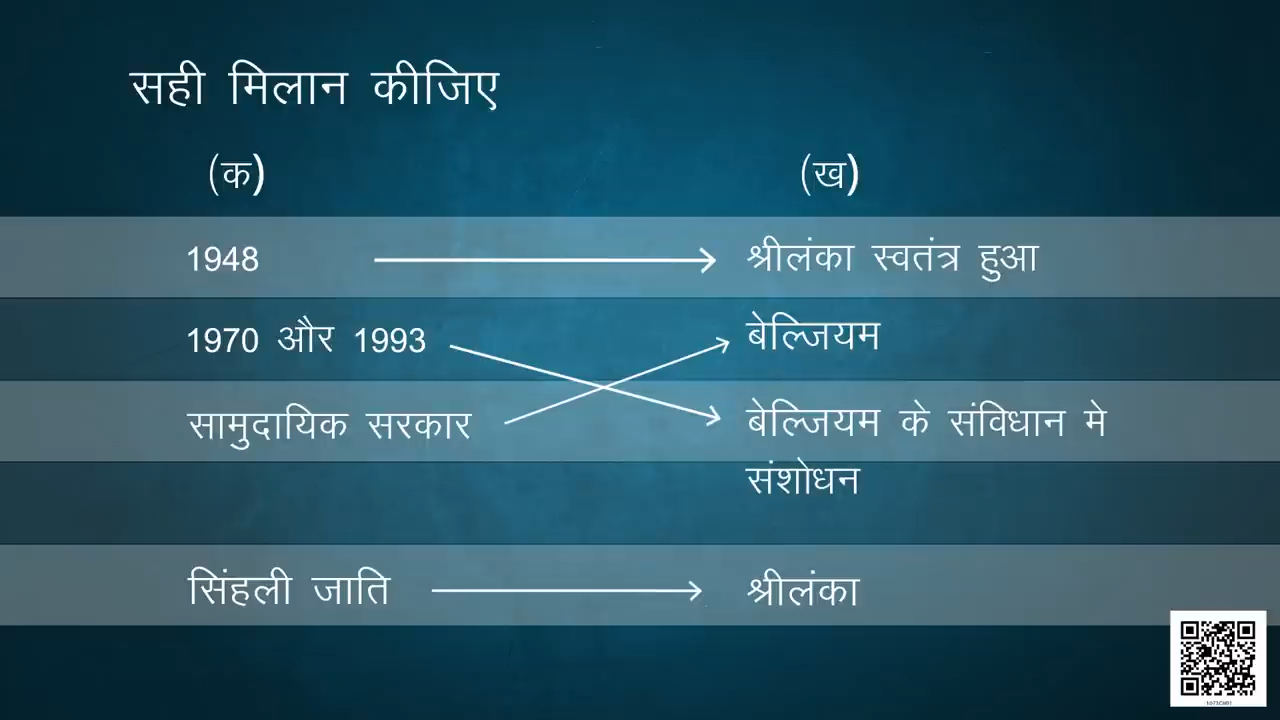 सही मिलान कीजिए
(क) (ख)
1948 श्रीलंका स्वतंत्र हुआ
1970 और 1993 बेल्जियम
सामुदायिक सरकार बेल्जियम के संविधान मे
संशोधन
सिंहली जाति श्रीलंका